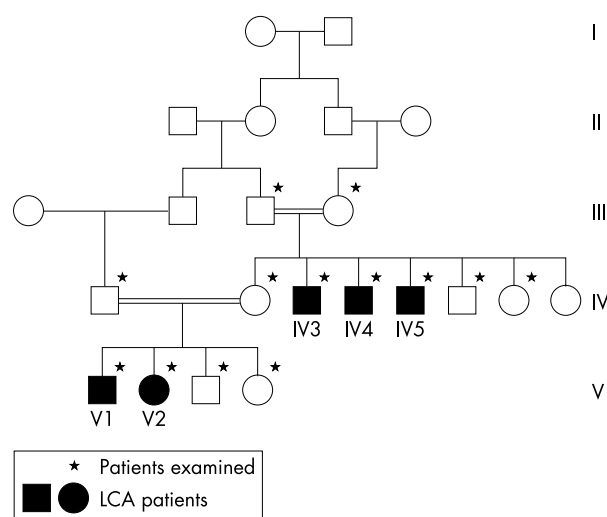 I
II
III
IV
IV3 IV4 IV5
V1 V2
V
Patients examined
LCA patients